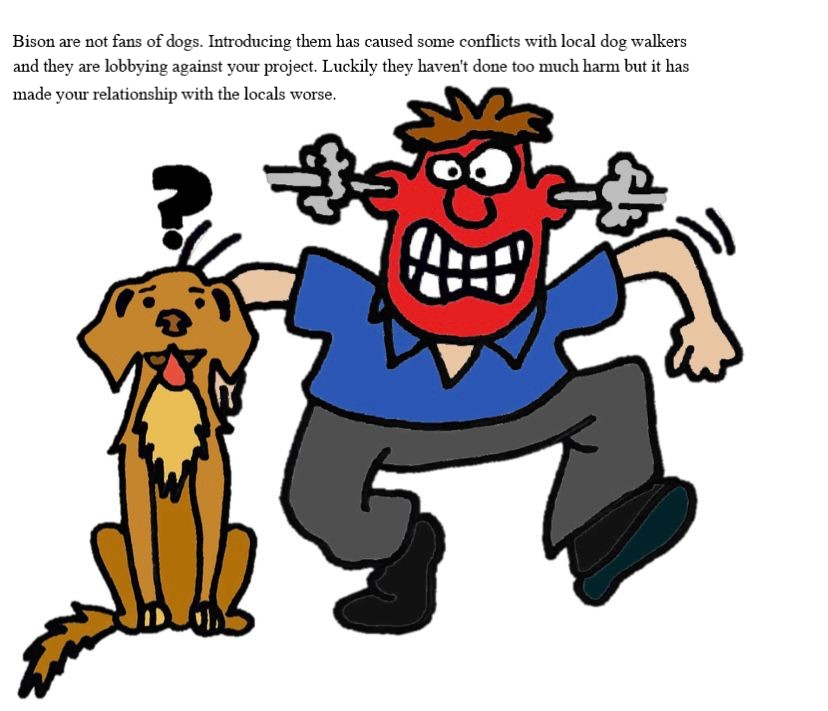 Bison are not fans of dogs. Introducing them has caused some conflicts with local dog walkers
and they are lobbying against your project. Luckily they haven't done too much harm but it has
made your relationship with the locals worse.
?